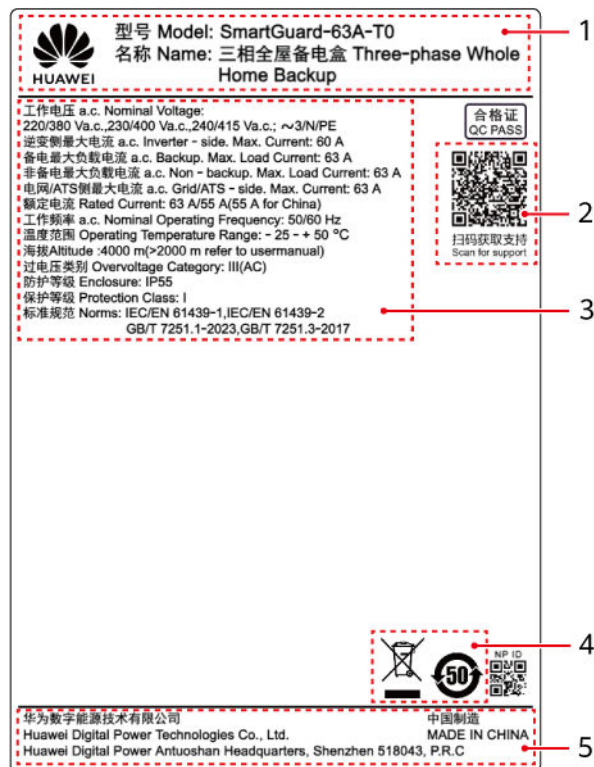 HUAWEI
型号 Model: SmartGuard-63A-T0
名称 Name: 三相全屋备电盒 Three-phase Whole
Home Backup
1
工作电压 a.c. Nominal Voltage:
220/380 Va.c.,230/400 Va.c.,240/415 Va.c.; ～3/N/PE
逆变侧最大电流 a.c. Inverter - side. Max. Current: 60 A
备电最大负载电流 a.c. Backup. Max. Load Current: 63 A
非备电最大负载电流 a.c. Non - backup. Max. Load Current: 63 A
电网/ATS侧最大电流 a.c. Grid/ATS - side. Max. Current: 63 A
额定电流 Rated Current: 63 A/55 A(55 A for China)
工作频率 a.c. Nominal Operating Frequency: 50/60 Hz
温度范围 Operating Temperature Range: - 25 - + 50 °C
海拔Altitude :4000 m(>2000 m refer to usermanual)
过电压类别 Overvoltage Category: III(AC)
防护等级 Enclosure: IP55
保护等级 Protection Class: I
标准规范 Norms: IEC/EN 61439-1,IEC/EN 61439-2
GB/T 7251.1-2023,GB/T 7251.3-2017
3
合格证
QC PASS
扫码获取支持
Scan for support
2
50
NP ID
4
华为数字能源技术有限公司
中国制造
Huawei Digital Power Technologies Co., Ltd.
MADE IN CHINA
Huawei Digital Power Antuoshan Headquarters, Shenzhen 518043, P.R.C
5